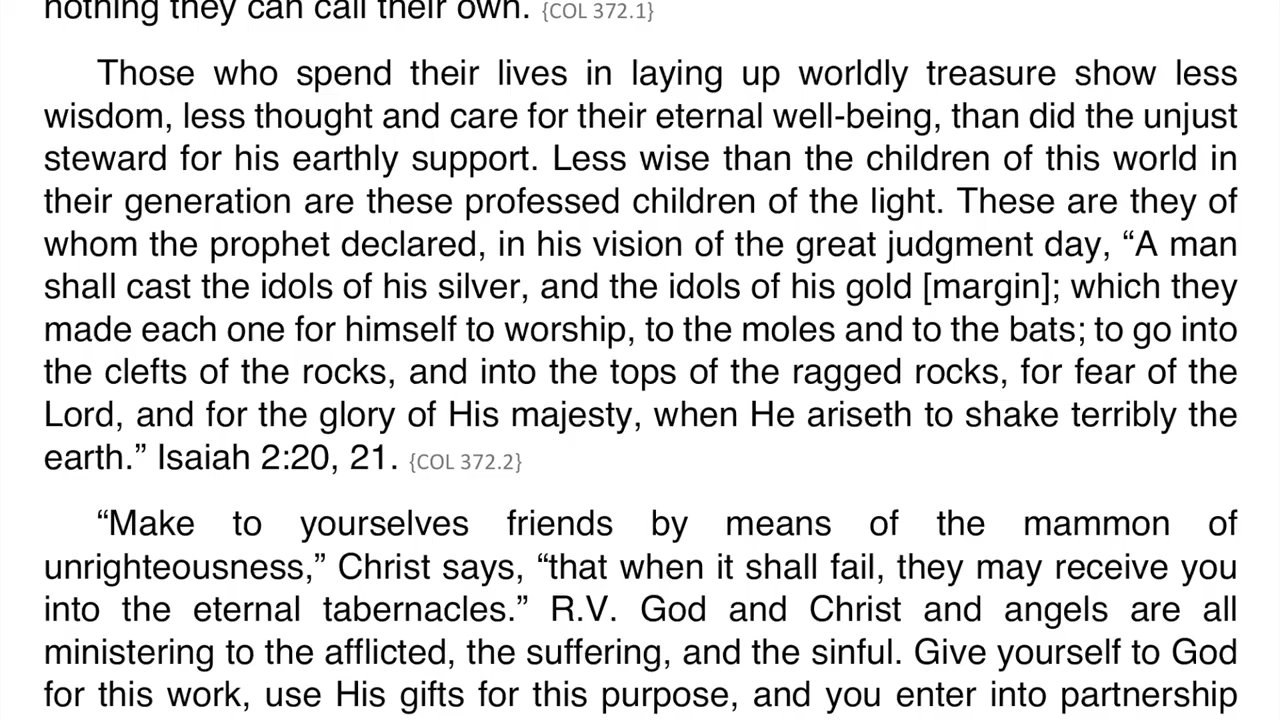 nothing they can call their own. {COL 372.1}
Those who spend their lives in laying up worldly treasure show less
wisdom, less thought and care for their eternal well-being, than did the unjust
steward for his earthly support. Less wise than the children of this world in
their generation are these professed children of the light. These are they of
whom the prophet declared, in his vision of the great judgment day, “A man
shall cast the idols of his silver, and the idols of his gold [margin]; which they
made each one for himself to worship, to the moles and to the bats; to go into
the clefts of the rocks, and into the tops of the ragged rocks, for fear of the
Lord, and for the glory of His majesty, when He ariseth to shake terribly the
earth.” Isaiah 2:20, 21. {COL 372.2}
“Make to yourselves friends by means of the mammon of
unrighteousness,” Christ says, “that when it shall fail, they may receive you
into the eternal tabernacles.” R.V. God and Christ and angels are all
ministering to the afflicted, the suffering, and the sinful. Give yourself to God
for this work, use His gifts for this purpose, and you enter into partnership